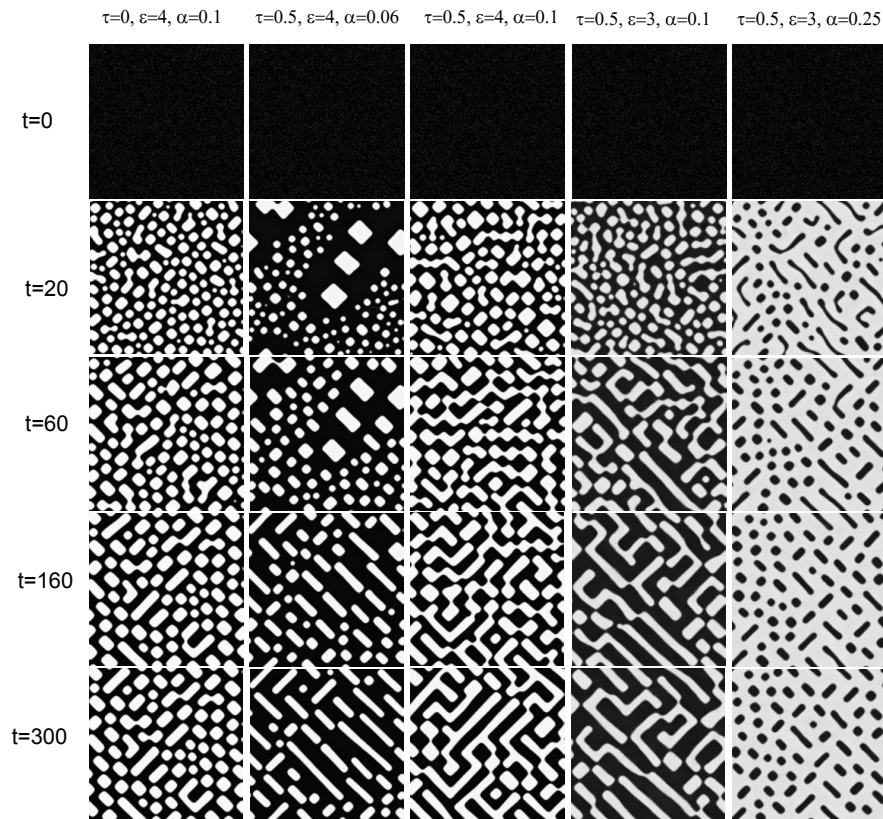 τ=0, ε=4, α=0.1 τ=0.5, ε=4, α=0.06 τ=0.5, ε=4, α=0.1 τ=0.5, ε=3, α=0.1 τ=0.5, ε=3, α=0.25
t=0
t=20
t=60
t=160
t=300